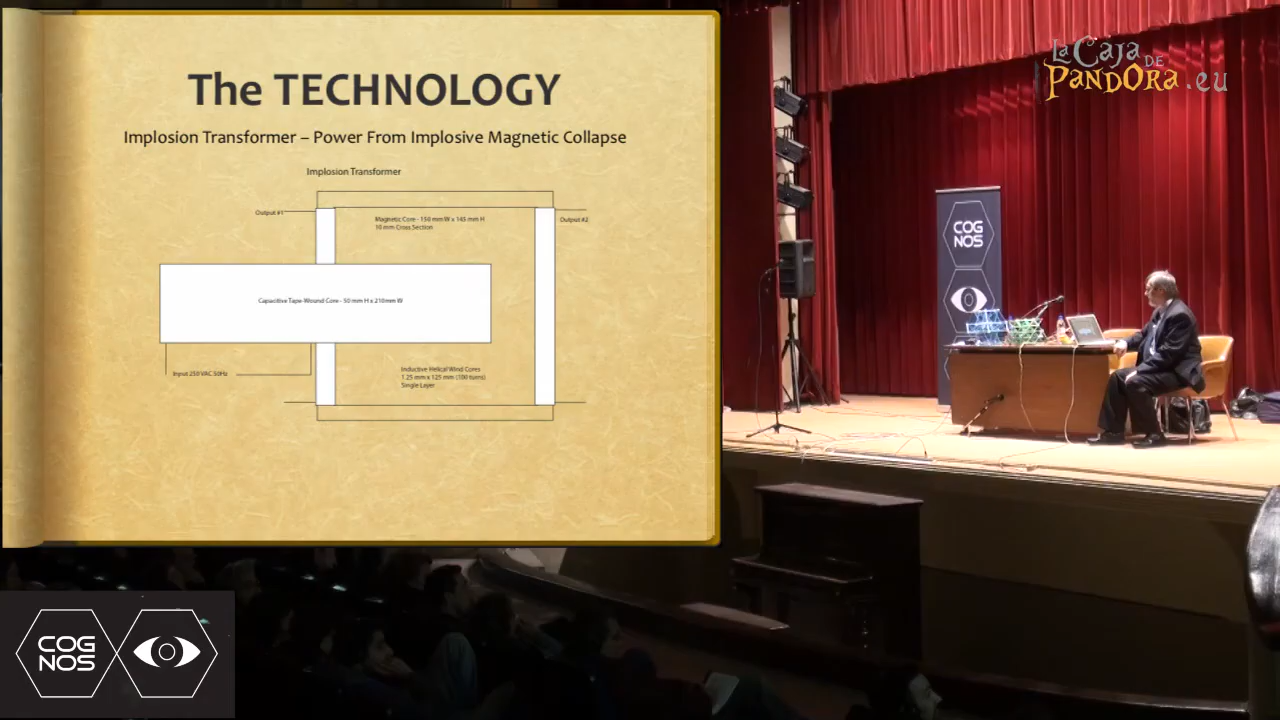 The TECHNOLOGY
Implosion Transformer – Power From Implosive Magnetic Collapse
Implosion Transformer
Output #1
Magnetic Core - 150 mm W x 145 mm H
10 mm Cross Section
Output #2
Capacitive Tape-Wound Core - 50 mm H x 210mm W
Input 250 VAC 50Hz
Inductive Helical Wind Cores
1.25 mm x 125 mm (100 turns)
Single Layer
La Caja
DE
PANDORA.eu
COG
NOS
COG
NOS